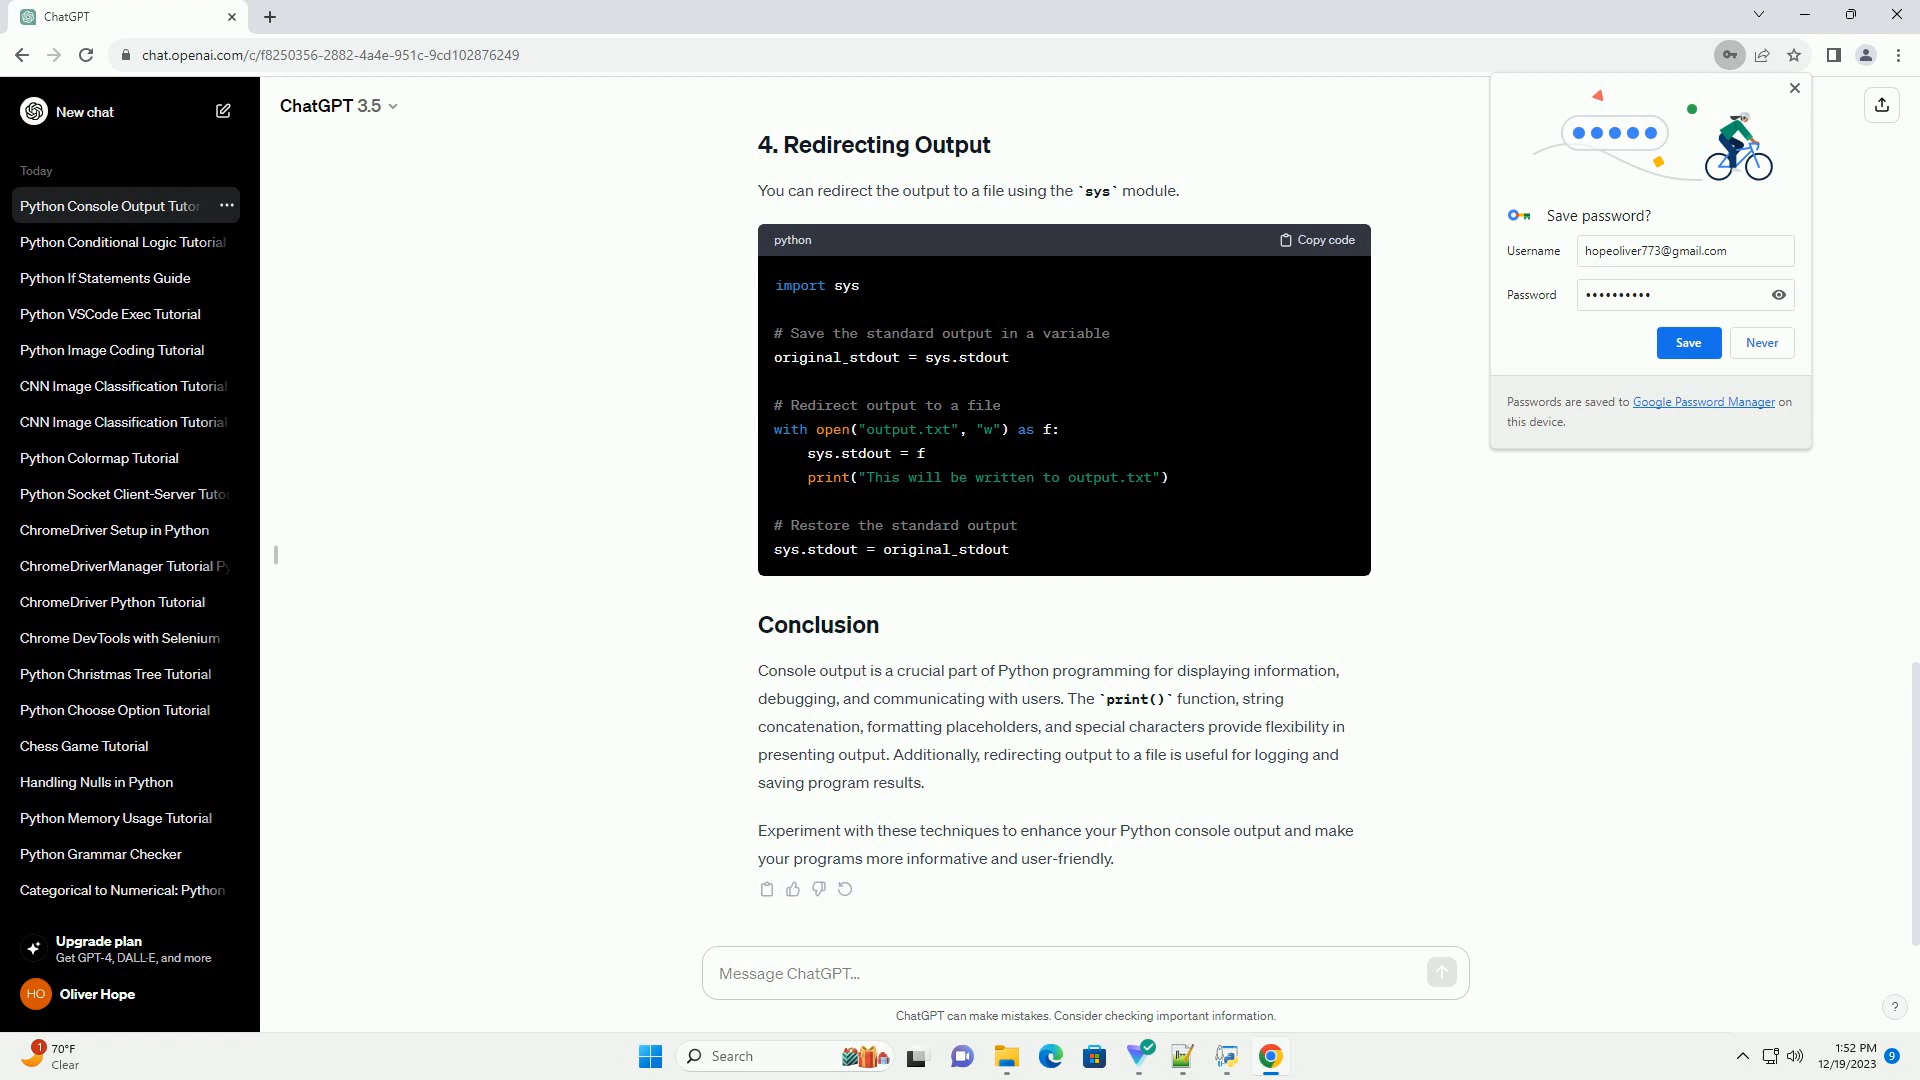 ChatGPT
chat.openai.com/c/f8250356-2882-4a4e-951c-9cd102876249
New chat
Today
Python Console Output Tutor
Python Conditional Logic Tutorial
Python If Statements Guide
Python VSCode Exec Tutorial
Python Image Coding Tutorial
CNN Image Classification Tutorial
CNN Image Classification Tutorial
Python Colormap Tutorial
Python Socket Client-Server Tutor
ChromeDriver Setup in Python
ChromeDriverManager Tutorial Py
ChromeDriver Python Tutorial
Chrome DevTools with Selenium
Python Christmas Tree Tutorial
Python Choose Option Tutorial
Chess Game Tutorial
Handling Nulls in Python
Python Memory Usage Tutorial
Python Grammar Checker
Categorical to Numerical: Python
Upgrade plan
Get GPT-4, DALL·E, and more
HO Oliver Hope
ChatGPT 3.5
4. Redirecting Output
You can redirect the output to a file using the `sys` module.
python Copy code
import sys
# Save the standard output in a variable
original_stdout = sys.stdout
# Redirect output to a file
with open("output.txt", "w") as f:
sys.stdout = f
print("This will be written to output.txt")
# Restore the standard output
sys.stdout = original_stdout
Conclusion
Console output is a crucial part of Python programming for displaying information,
debugging, and communicating with users. The `print()` function, string
concatenation, formatting placeholders, and special characters provide flexibility in
presenting output. Additionally, redirecting output to a file is useful for logging and
saving program results.
Experiment with these techniques to enhance your Python console output and make
your programs more informative and user-friendly.
Message ChatGPT...
ChatGPT can make mistakes. Consider checking important information.
?
Save password?
Username hopeoliver773@gmail.com
Password ••••••••••
Save Never
Passwords are saved to Google Password Manager on
this device.
1 70°F
Clear
Search
1:52 PM
12/19/2023
9